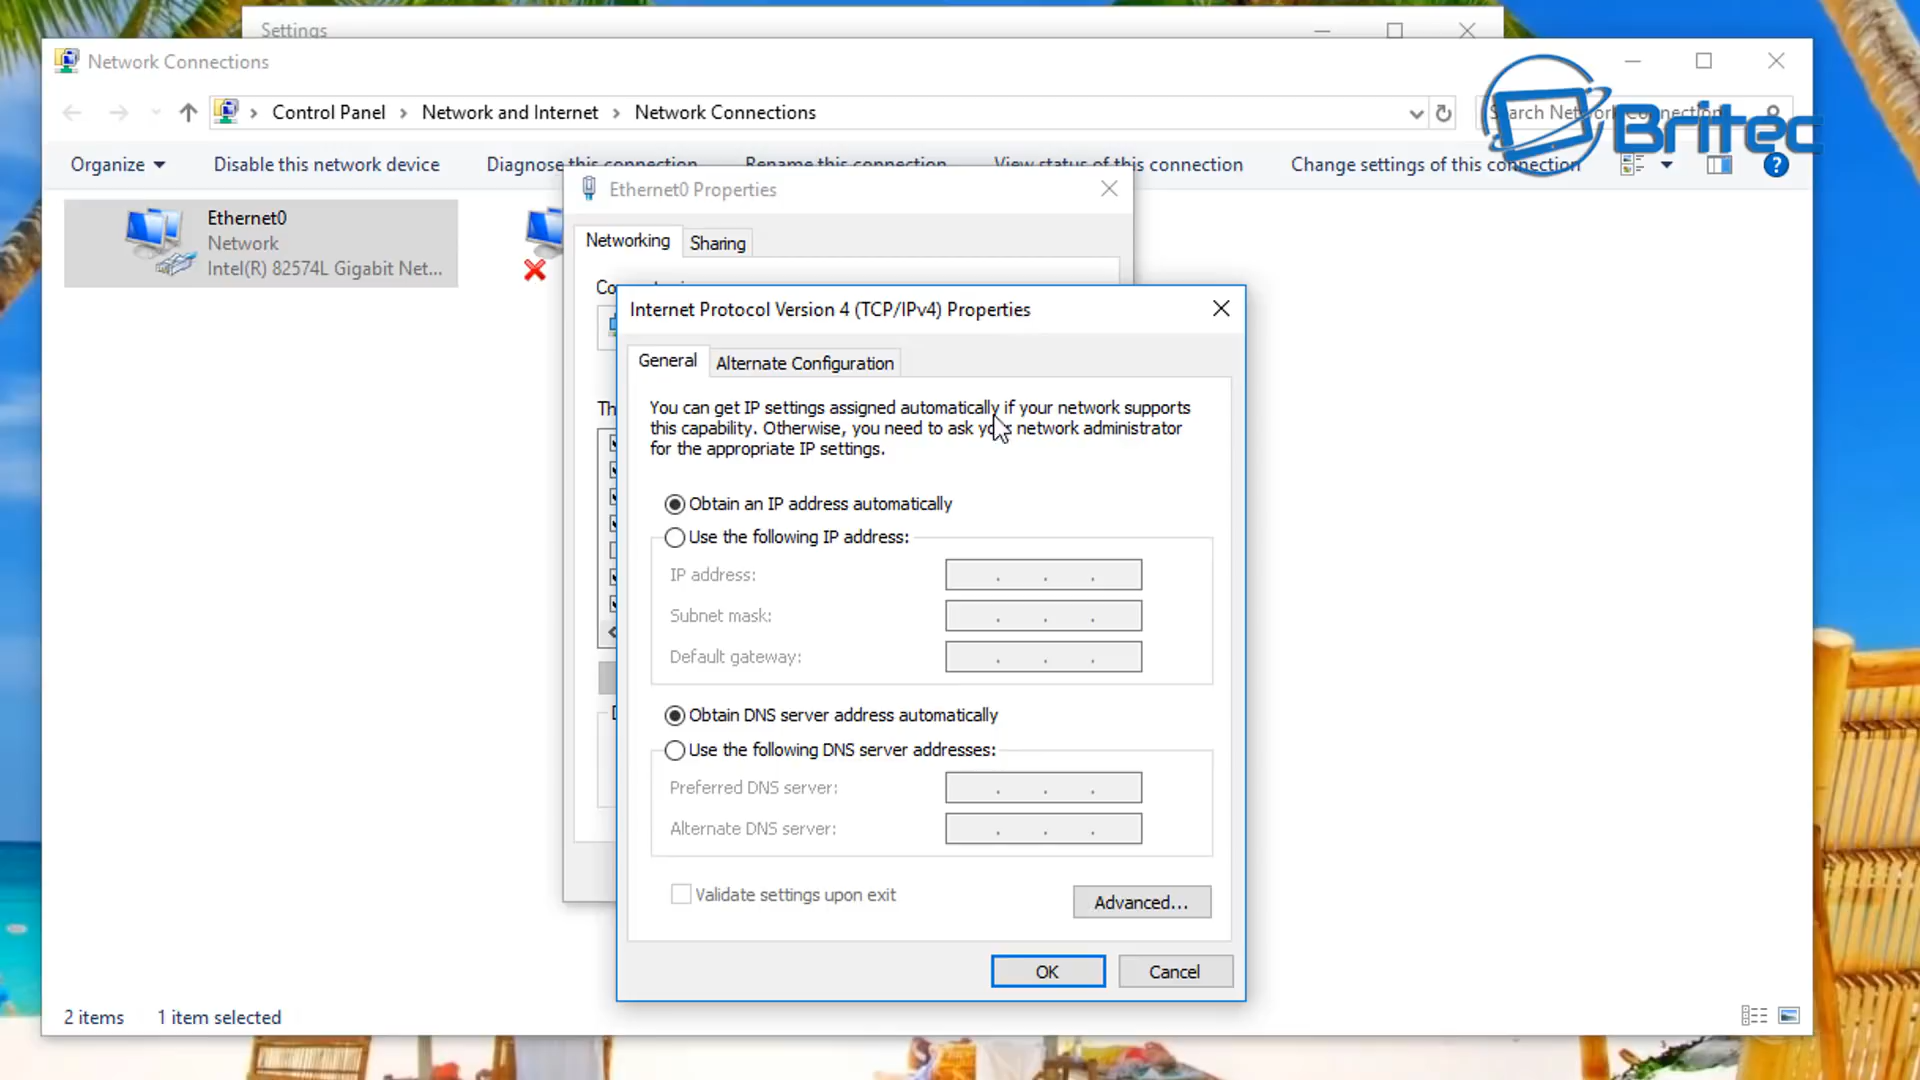 Settings
Network Connections
Control Panel > Network and Internet > Network Connections
Search Network Connections
Britec
Organize
Disable this network device
Diagnose this connection
Rename this connection
View status of this connection
Change settings of this connection
Ethernet0
Network
Intel(R) 82574L Gigabit Net...
Ethernet0 Properties
Networking
Sharing
Internet Protocol Version 4 (TCP/IPv4) Properties
General
Alternate Configuration
You can get IP settings assigned automatically if your network supports
this capability. Otherwise, you need to ask your network administrator
for the appropriate IP settings.
Obtain an IP address automatically
Use the following IP address:
IP address:
Subnet mask:
Default gateway:
Obtain DNS server address automatically
Use the following DNS server addresses:
Preferred DNS server:
Alternate DNS server:
Validate settings upon exit
Advanced...
OK
Cancel
2 items
1 item selected